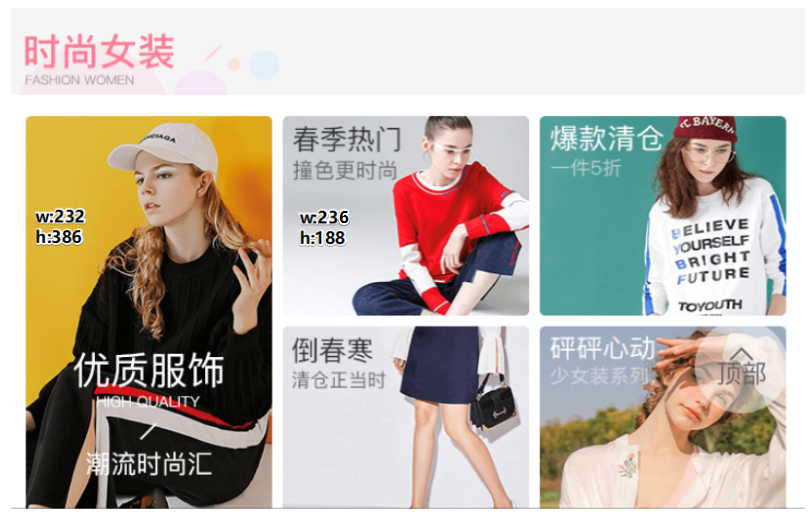 时尚女装
FASHION WOMEN
BALENCIAGA
w:232
h:386
优质服饰
HIGH QUALITY
潮流时尚汇
春季热门
撞色更时尚
w:236
h:188
爆款清仓
一件5折
FC BAYERN
BELIEVE
YOURSELF
BRIGHT
FUTURE
TOYOUTH
倒春寒
清仓正当时
砰砰心动
少女装系列
顶部